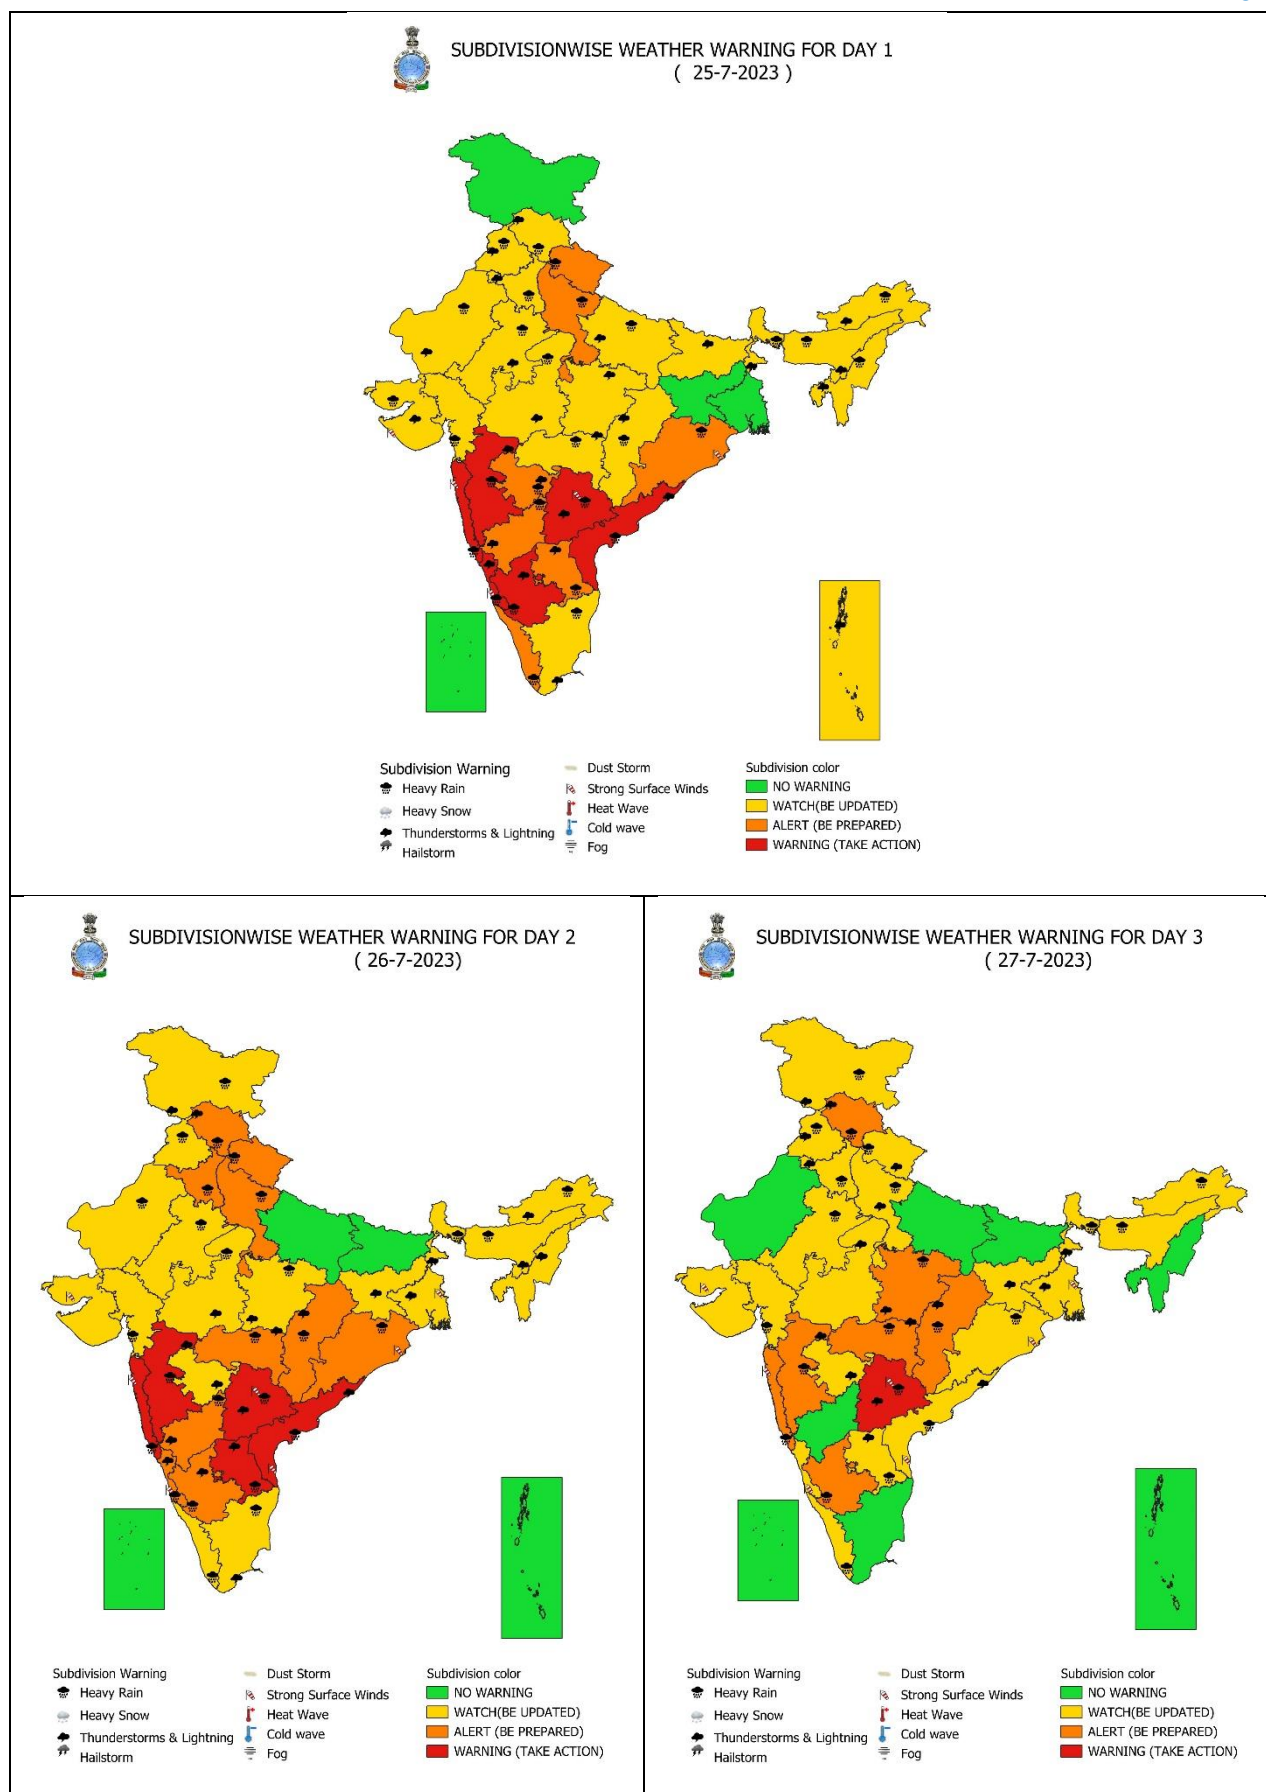 SUBDIVISIONWISE WEATHER WARNING FOR DAY 1
( 25-7-2023 )
Subdivision Warning
Heavy Rain
Heavy Snow
Thunderstorms & Lightning
Hailstorm
Dust Storm
Strong Surface Winds
Heat Wave
Cold wave
Fog
Subdivision color
NO WARNING
WATCH(BE UPDATED)
ALERT (BE PREPARED)
WARNING (TAKE ACTION)
SUBDIVISIONWISE WEATHER WARNING FOR DAY 2
( 26-7-2023)
Subdivision Warning
Heavy Rain
Heavy Snow
Thunderstorms & Lightning
Hailstorm
Dust Storm
Strong Surface Winds
Heat Wave
Cold wave
Fog
Subdivision color
NO WARNING
WATCH(BE UPDATED)
ALERT (BE PREPARED)
WARNING (TAKE ACTION)
SUBDIVISIONWISE WEATHER WARNING FOR DAY 3
( 27-7-2023)
Subdivision Warning
Heavy Rain
Heavy Snow
Thunderstorms & Lightning
Hailstorm
Dust Storm
Strong Surface Winds
Heat Wave
Cold wave
Fog
Subdivision color
NO WARNING
WATCH(BE UPDATED)
ALERT (BE PREPARED)
WARNING (TAKE ACTION)